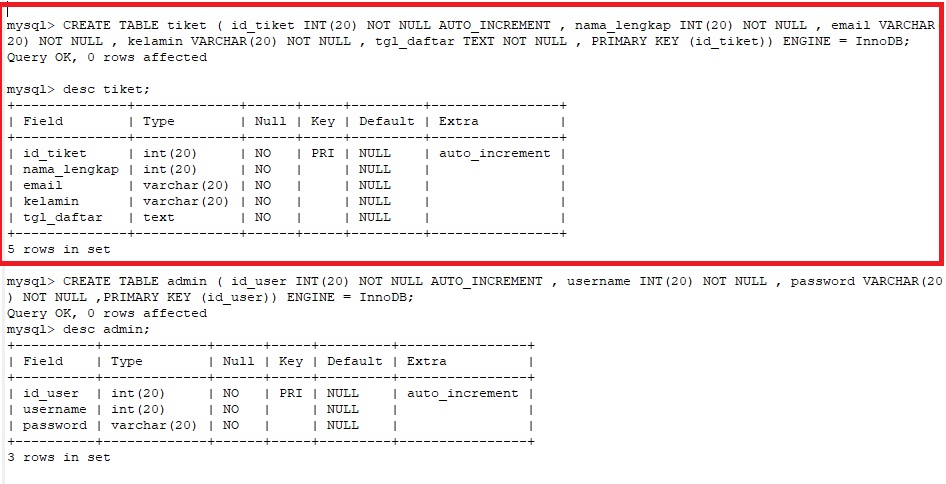 mysql> CREATE TABLE tiket ( id_tiket INT(20) NOT NULL AUTO_INCREMENT , nama_lengkap INT(20) NOT NULL , email VARCHAR
20) NOT NULL , kelamin VARCHAR(20) NOT NULL , tgl_daftar TEXT NOT NULL , PRIMARY KEY (id_tiket)) ENGINE = InnoDB;
Query OK, 0 rows affected
mysql> desc tiket;
+--------------+-------------+------+-----+---------+----------------+
| Field        | Type        | Null | Key | Default | Extra          |
+--------------+-------------+------+-----+---------+----------------+
| id_tiket     | int(20)     | NO   | PRI | NULL    | auto_increment |
| nama_lengkap | int(20)     | NO   |     | NULL    |                |
| email        | varchar(20) | NO   |     | NULL    |                |
| kelamin      | varchar(20) | NO   |     | NULL    |                |
| tgl_daftar   | text        | NO   |     | NULL    |                |
+--------------+-------------+------+-----+---------+----------------+
5 rows in set
mysql> CREATE TABLE admin ( id_user INT(20) NOT NULL AUTO_INCREMENT , username INT(20) NOT NULL , password VARCHAR(20
) NOT NULL ,PRIMARY KEY (id_user)) ENGINE = InnoDB;
Query OK, 0 rows affected
mysql> desc admin;
+----------+-------------+------+-----+---------+----------------+
| Field    | Type        | Null | Key | Default | Extra          |
+----------+-------------+------+-----+---------+----------------+
| id_user  | int(20)     | NO   | PRI | NULL    | auto_increment |
| username | int(20)     | NO   |     | NULL    |                |
| password | varchar(20) | NO   |     | NULL    |                |
+----------+-------------+------+-----+---------+----------------+
3 rows in set